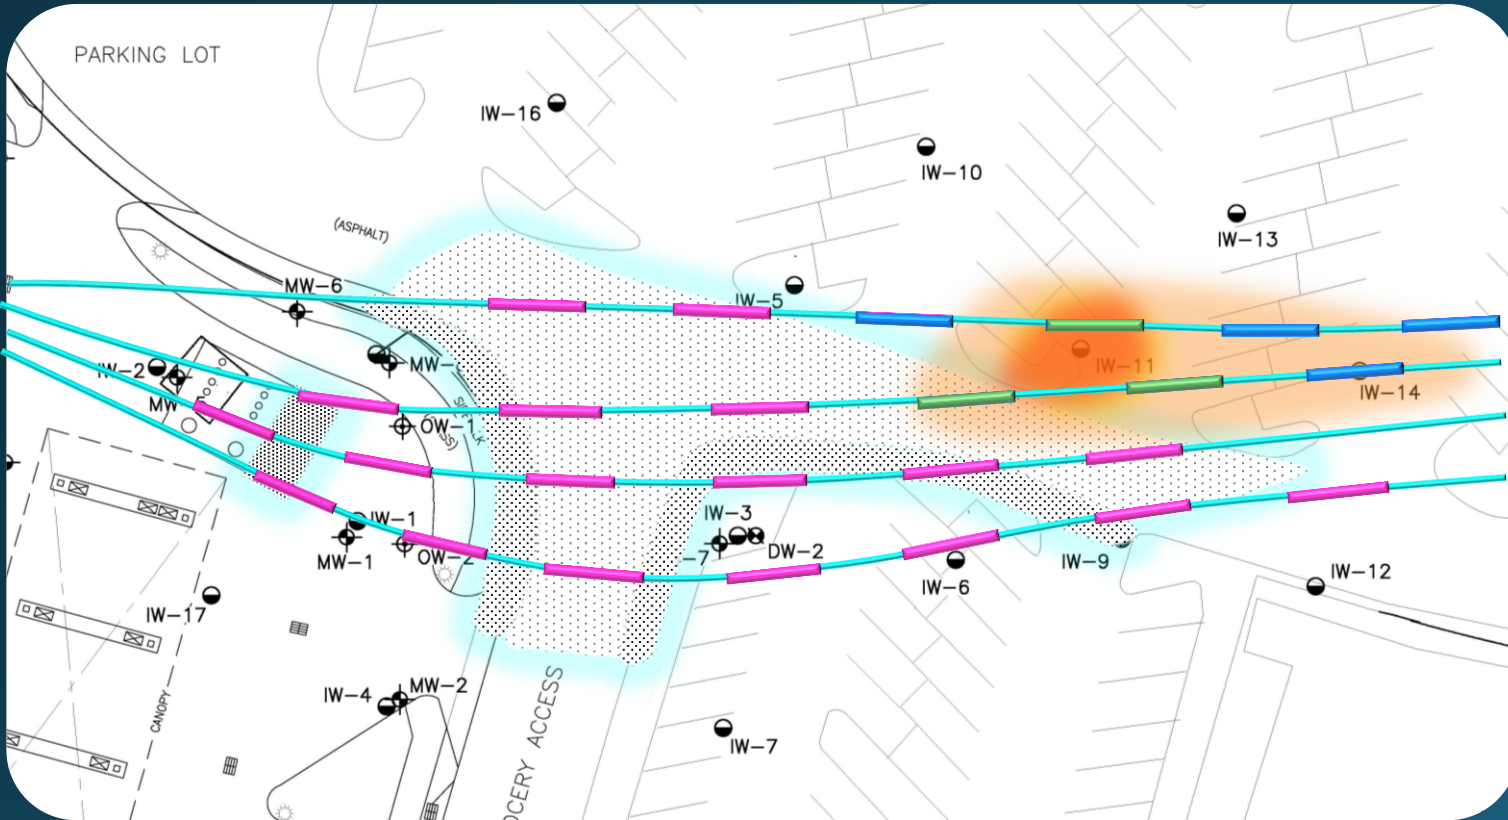 PARKING LOT
IW-16
IW-10
IW-13
(ASPHALT)
MW-6
IW-5
IW-11
IW-14
IW-2
MW
MW-
OW-1
IW-1
MW-1
OW-2
IW-3
-7
DW-2
IW-6
IW-9
IW-12
IW-17
IW-4
MW-2
IW-7
CANOPY
OCERY ACCESS